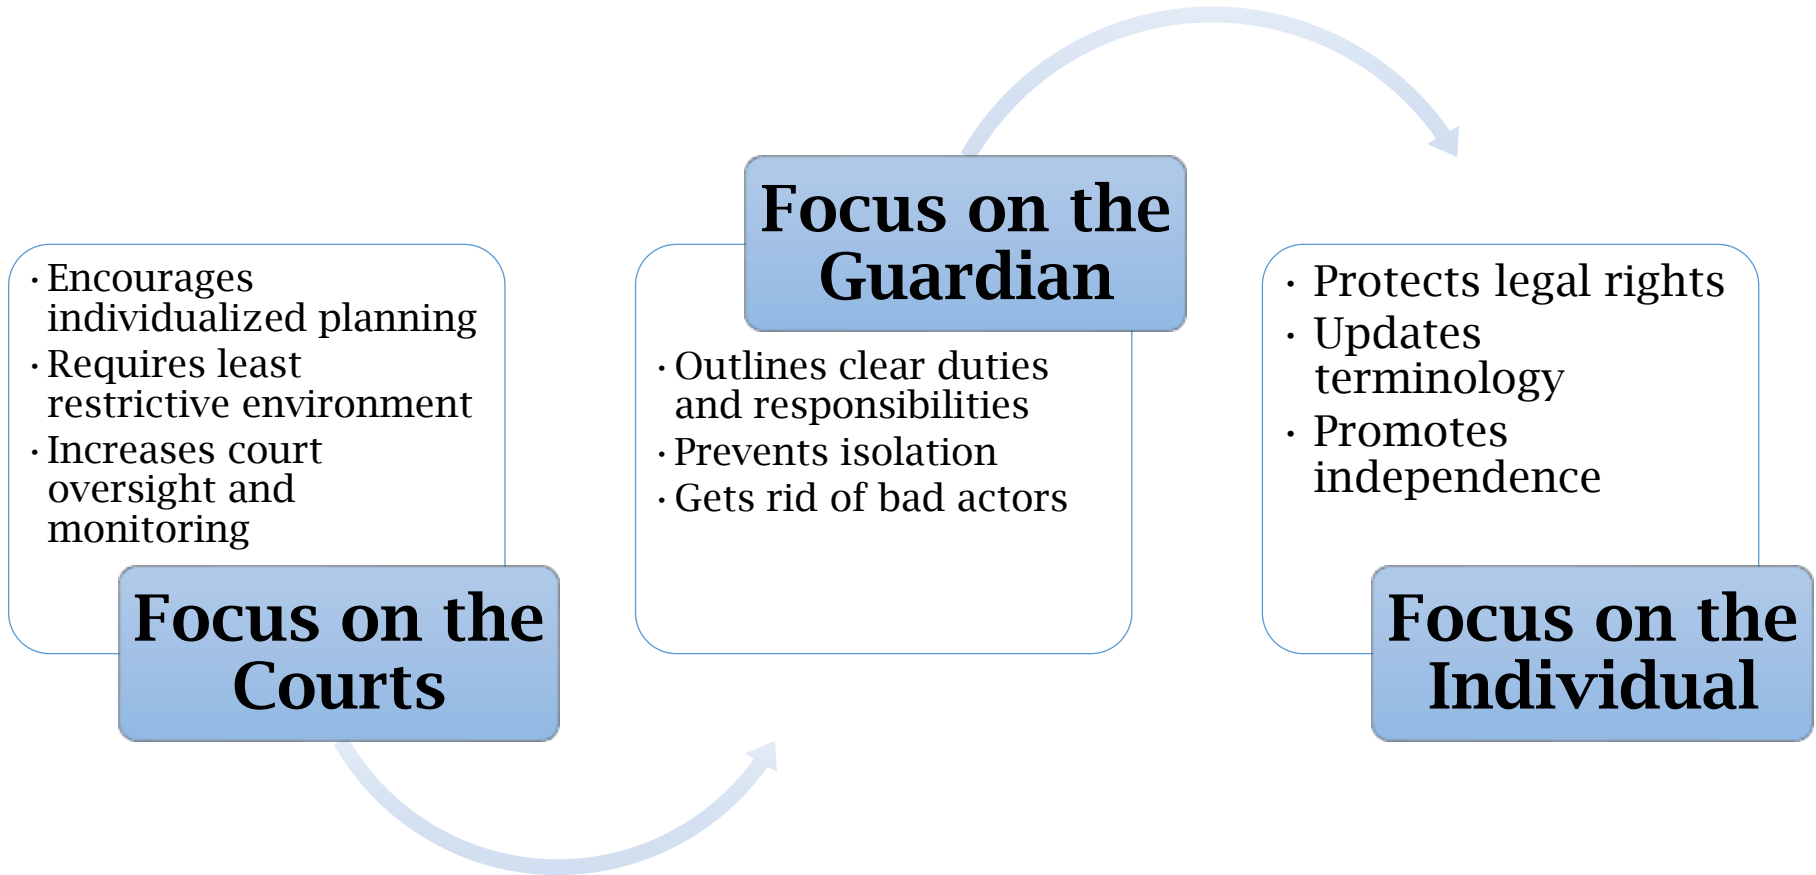 · Encourages
individualized planning
· Requires least
restrictive environment
· Increases court
oversight and
monitoring
Focus on the
Courts
Focus on the
Guardian
· Outlines clear duties
and responsibilities
· Prevents isolation
· Gets rid of bad actors
· Protects legal rights
· Updates
terminology
· Promotes
independence
Focus on the
Individual